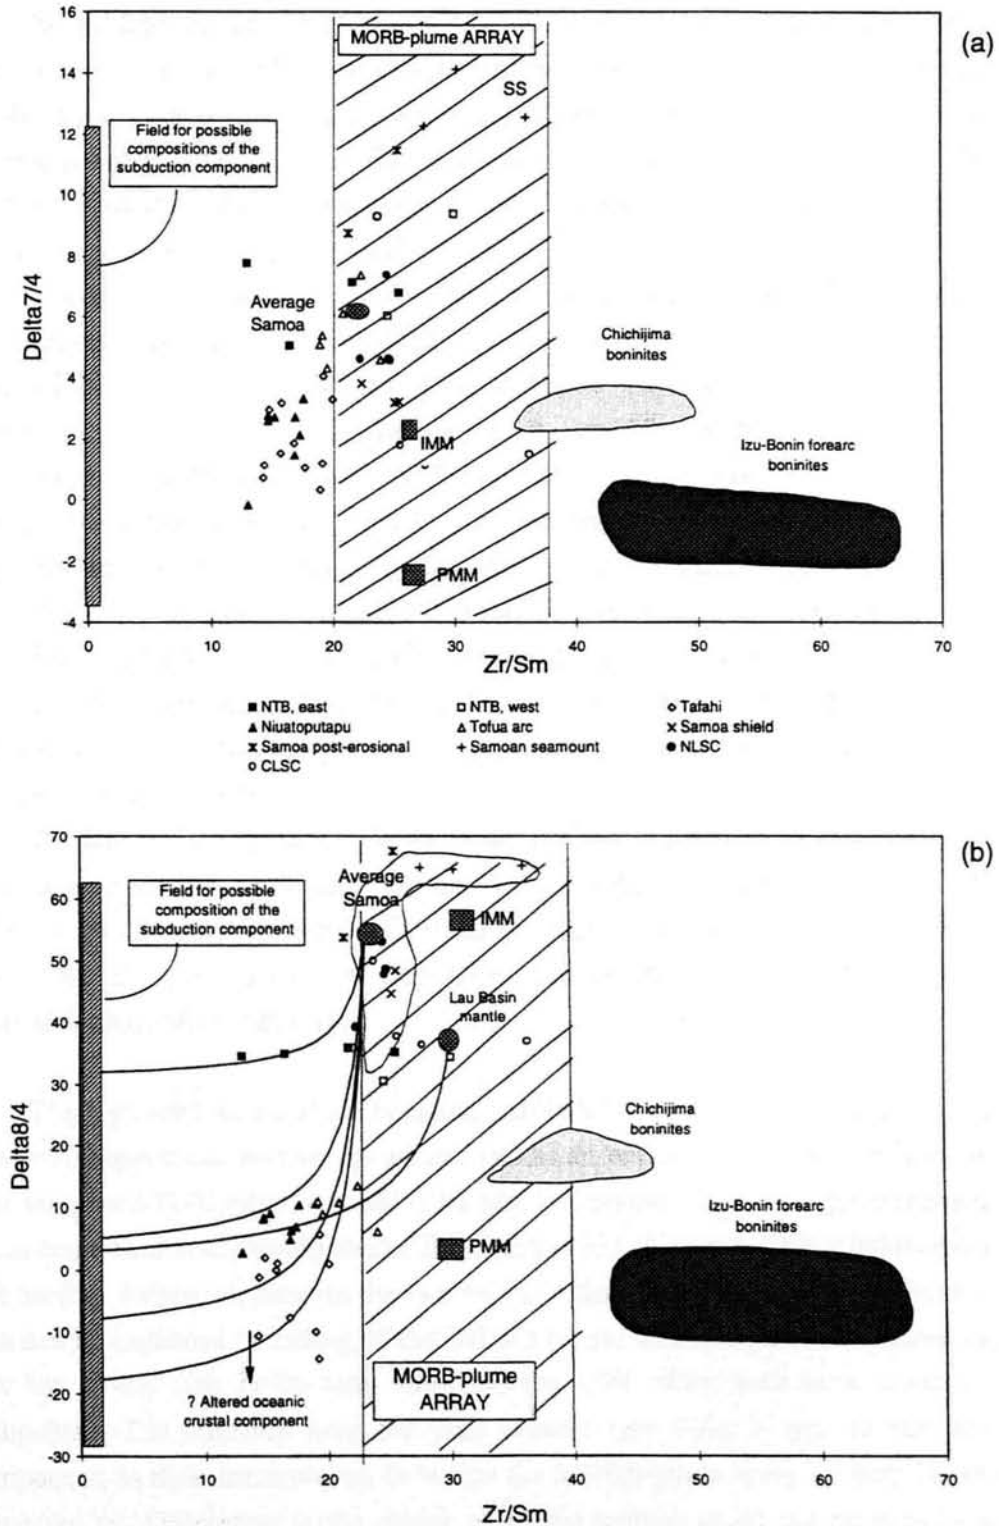 MORB-plume ARRAY
(a)
SS
Field for possible
compositions of the
subduction component
Average
Samoa
Chichijima
boninites
IMM
Izu-Bonin forearc
boninites
PMM
Delta7/4
16
14
12
10
8
6
4
2
0
-2
-4
0 10 20 30 40 50 60 70
Zr/Sm
NTB, east NTB, west Tafahi
Niuatoputapu Tofua arc Samoa shield
Samoa post-erosional Samoan seamount NLSC
CLSC
(b)
Average
Samoa
Field for possible
composition of the
subduction component
IMM
Lau Basin
mantle
Chichijima
boninites
PMM
Izu-Bonin forearc
boninites
MORB-plume
ARRAY
? Altered oceanic
crustal component
Delta8/4
70
60
50
40
30
20
10
0
-10
-20
-30
0 10 20 30 40 50 60 70
Zr/Sm